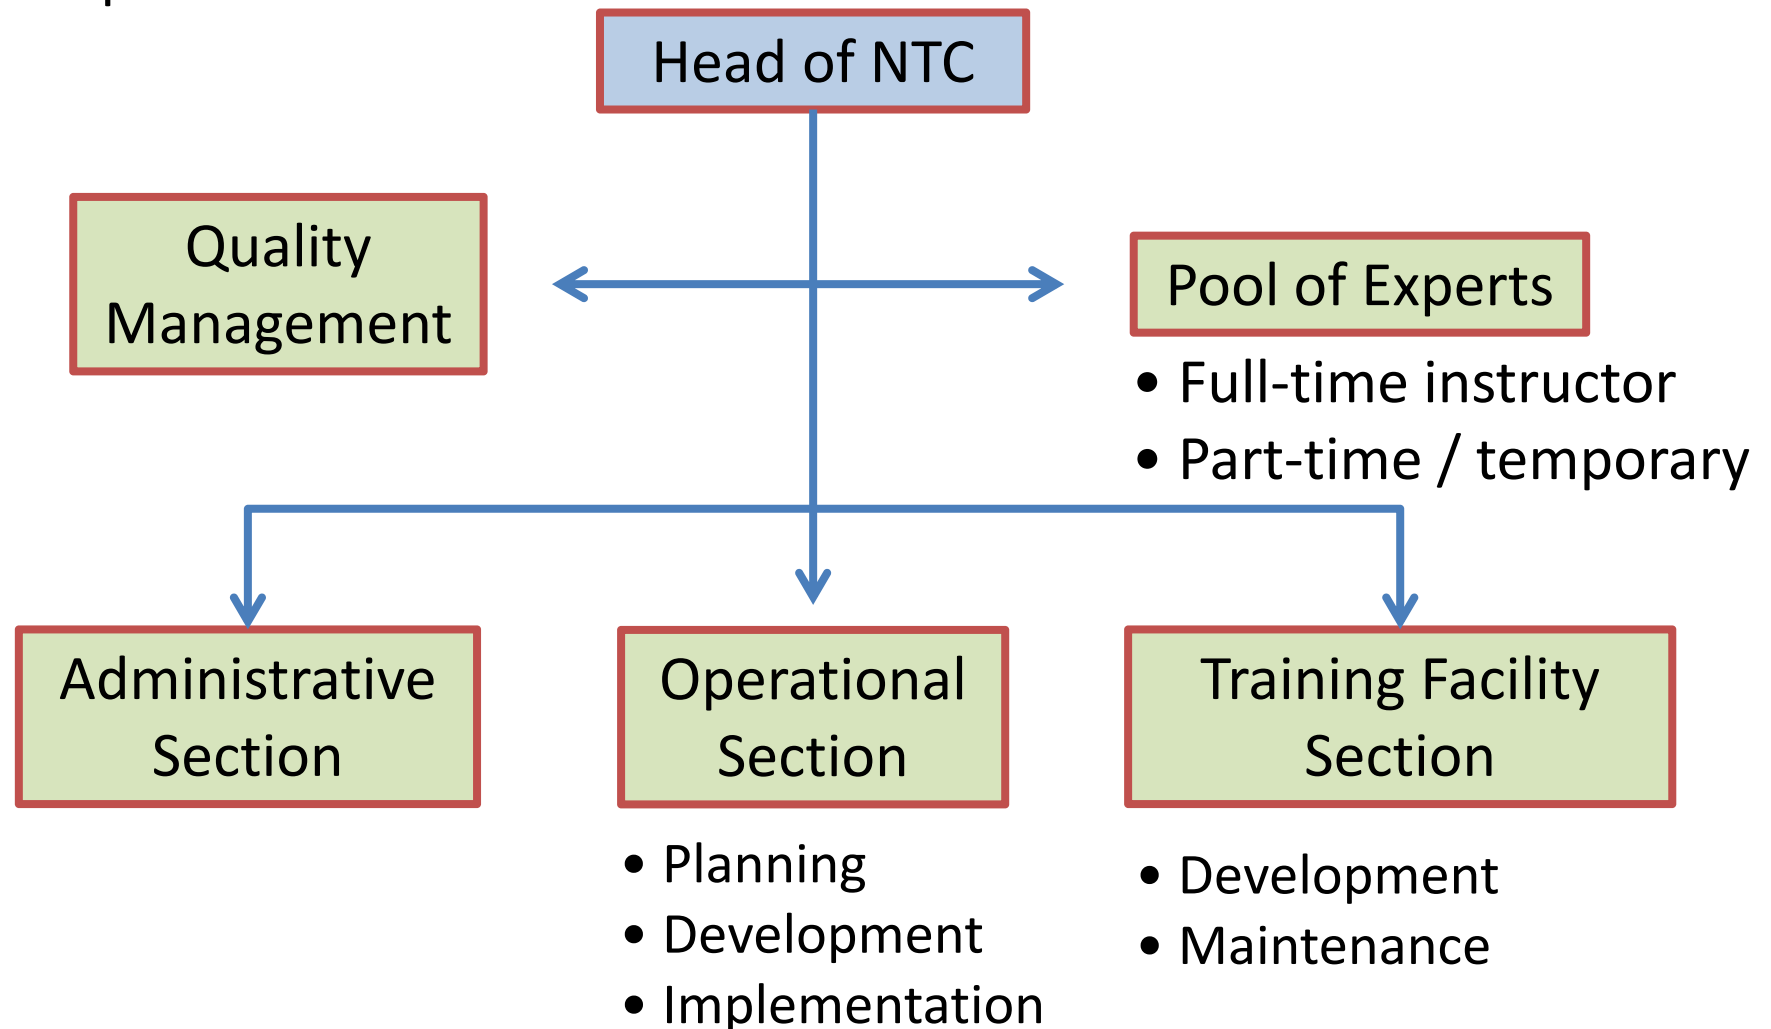 Head of NTC
Quality
Management
Pool of Experts
• Full-time instructor
• Part-time / temporary
Administrative
Section
Operational
Section
Training Facility
Section
• Planning
• Development
• Implementation
• Development
• Maintenance